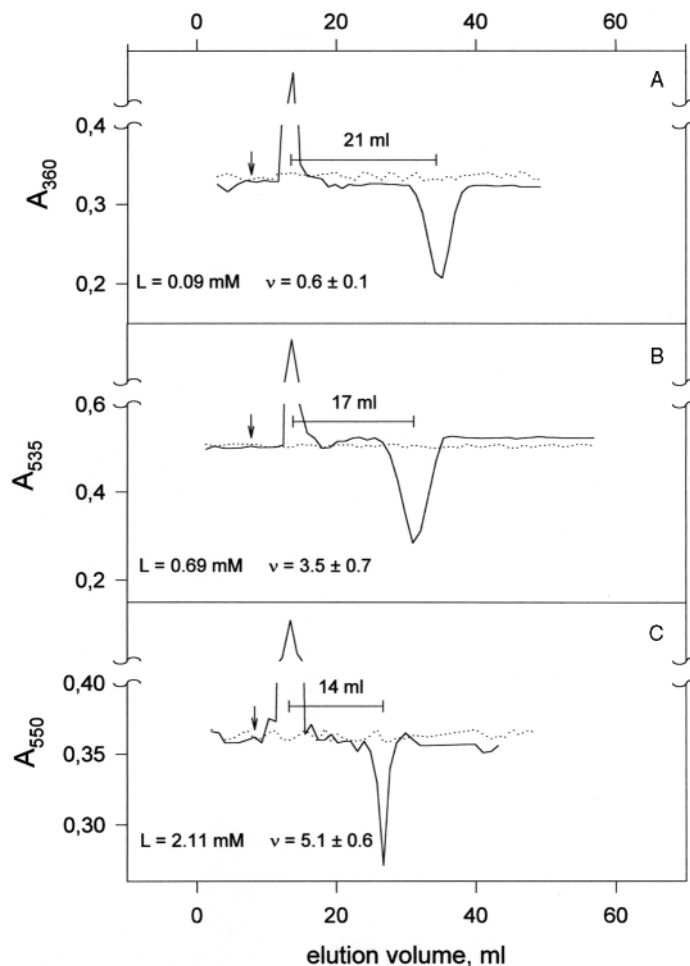 0 20 40 60
A
0,4
21 ml
0,3
A360
0,2
L = 0.09 mM ν = 0.6 ± 0.1
B
0,6
17 ml
A535
0,4
L = 0.69 mM ν = 3.5 ± 0.7
0,2
C
0,40
14 ml
A550
0,35
0,30
L = 2.11 mM ν = 5.1 ± 0.6
0 20 40 60
elution volume, ml